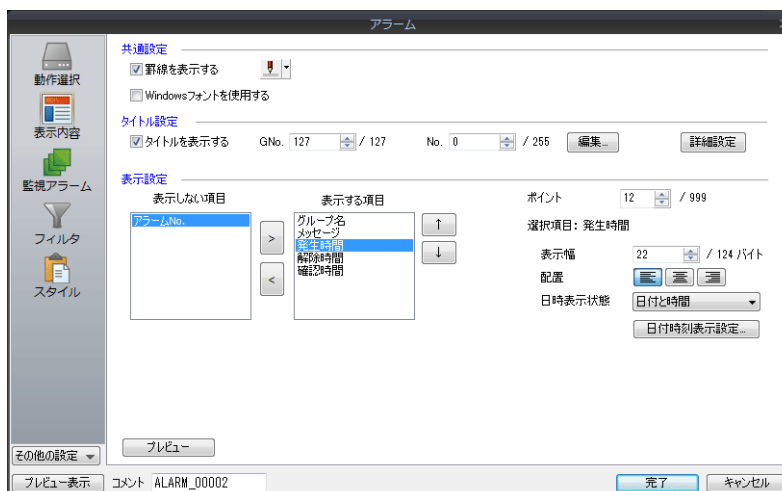 アラーム
動作選択
表示内容
監視アラーム
フィルタ
スタイル
その他の設定
プレビュー表示
共通設定
罫線を表示する
Windowsフォントを使用する
タイトル設定
タイトルを表示する GNo. 127 / 127 No. 0 / 255 編集... 詳細設定
表示設定
表示しない項目
アラームNo.
>
<
表示する項目
グループ名
メッセージ
発生時間
解除時間
確認時間
↑
↓
ポイント 12 / 999
選択項目: 発生時間
表示幅 22 / 124 バイト
配置
日時表示状態 日付と時間
日付時刻表示設定...
プレビュー
コメント ALARM_00002
完了 キャンセル